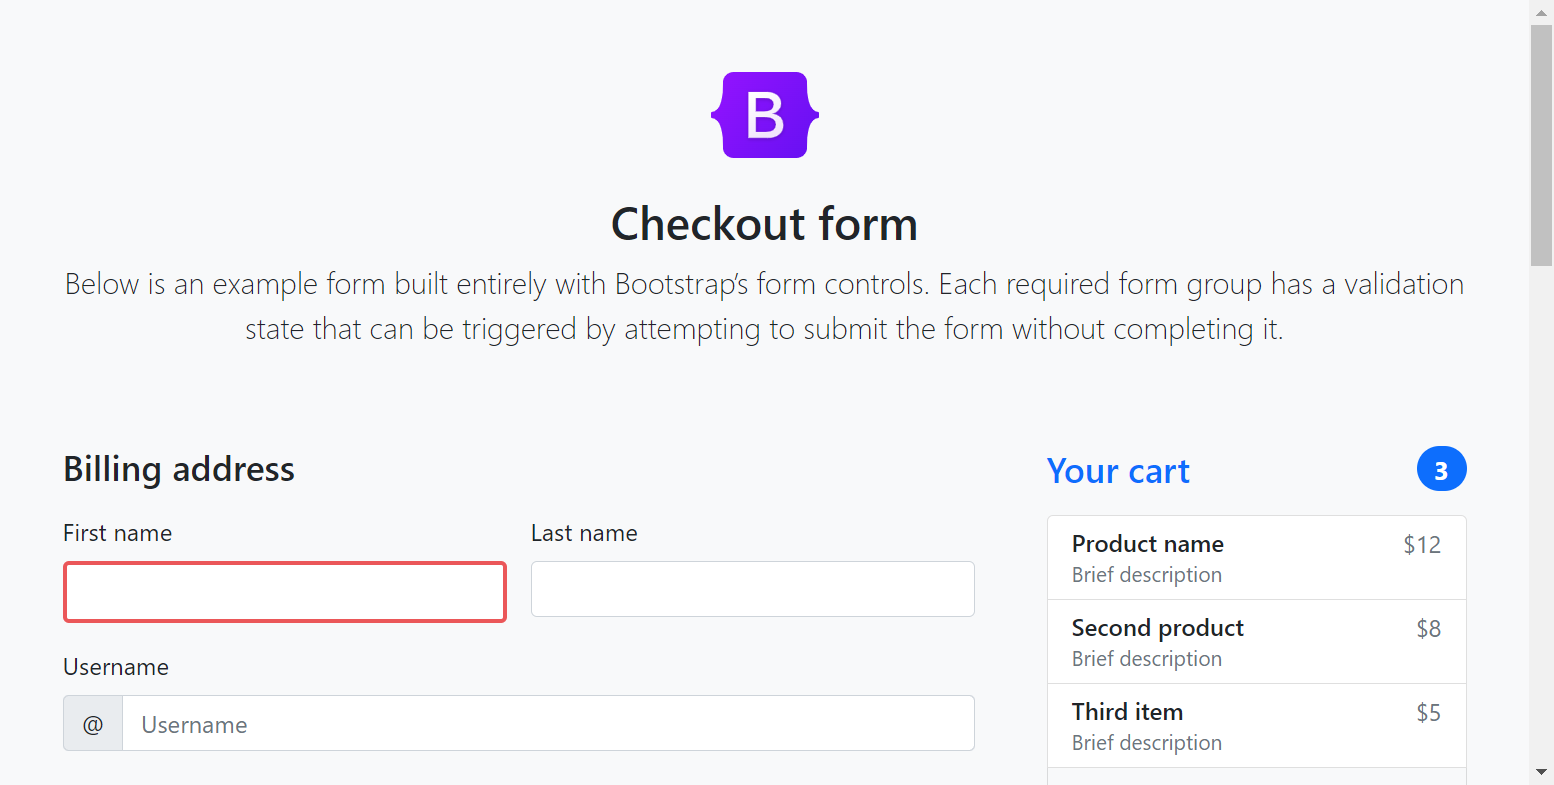 B
Checkout form
Below is an example form built entirely with Bootstrap’s form controls. Each required form group has a validation
state that can be triggered by attempting to submit the form without completing it.
Billing address
First name
Last name
Username
@ Username
Your cart 3
Product name $12
Brief description
Second product $8
Brief description
Third item $5
Brief description